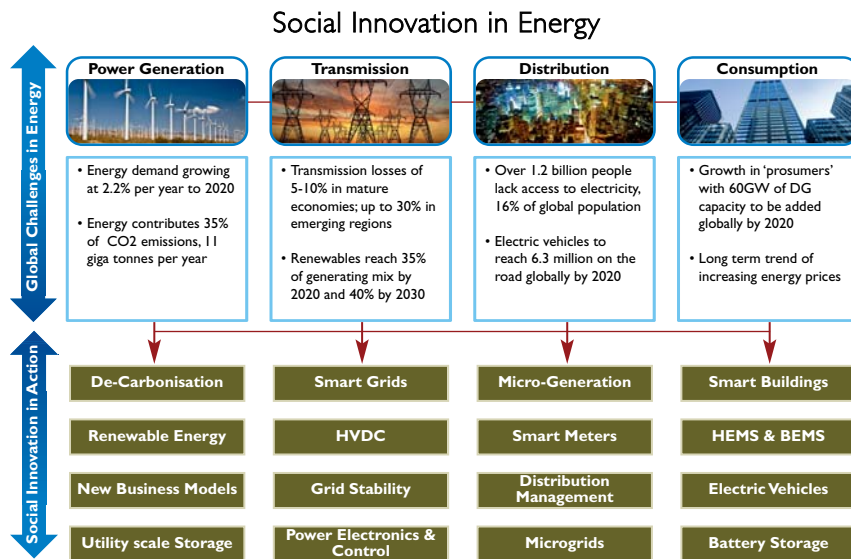 Social Innovation in Energy
Global Challenges in Energy
Power Generation
Transmission
Distribution
Consumption
• Energy demand growing
at 2.2% per year to 2020
• Energy contributes 35%
of CO2 emissions, 11
giga tonnes per year
• Transmission losses of
5-10% in mature
economies; up to 30% in
emerging regions
• Renewables reach 35%
of generating mix by
2020 and 40% by 2030
• Over 1.2 billion people
lack access to electricity,
16% of global population
• Electric vehicles to
reach 6.3 million on the
road globally by 2020
• Growth in ‘prosumers’
with 60GW of DG
capacity to be added
globally by 2020
• Long term trend of
increasing energy prices
Social Innovation in Action
De-Carbonisation
Smart Grids
Micro-Generation
Smart Buildings
Renewable Energy
HVDC
Smart Meters
HEMS & BEMS
New Business Models
Grid Stability
Distribution
Management
Electric Vehicles
Utility scale Storage
Power Electronics &
Control
Microgrids
Battery Storage